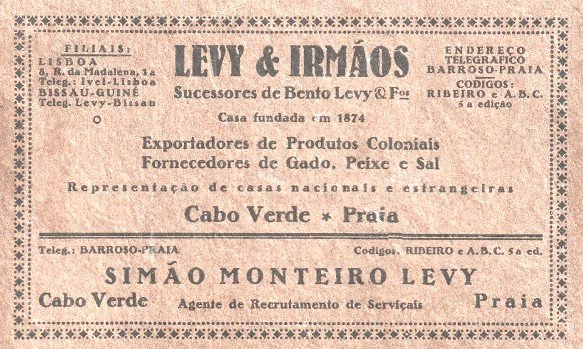 FILIAIS:
LISBOA
8, R. da Madalena, 1a
Teleg.: Ivel-Lisboa
BISSAU-GUINÉ
Teleg. Levy-Bissau
LEVY & IRMÃOS
Sucessores de Bento Levy & Fos
Casa fundada em 1874
ENDEREÇO
TELEGRAFICO
BARROSO-PRAIA
CODIGOS:
RIBEIRO e A.B.C.
5a edição
Exportadores de Produtos Coloniais
Fornecedores de Gado, Peixe e Sal
Representação de casas nacionais e estrangeiras
Cabo Verde * Praia
Teleg.: BARROSO-PRAIA Codigos, RIBEIRO e A.B.C. 5a ed.
SIMÃO MONTEIRO LEVY
Cabo Verde Agente de Recrutamento de Serviçais Praia